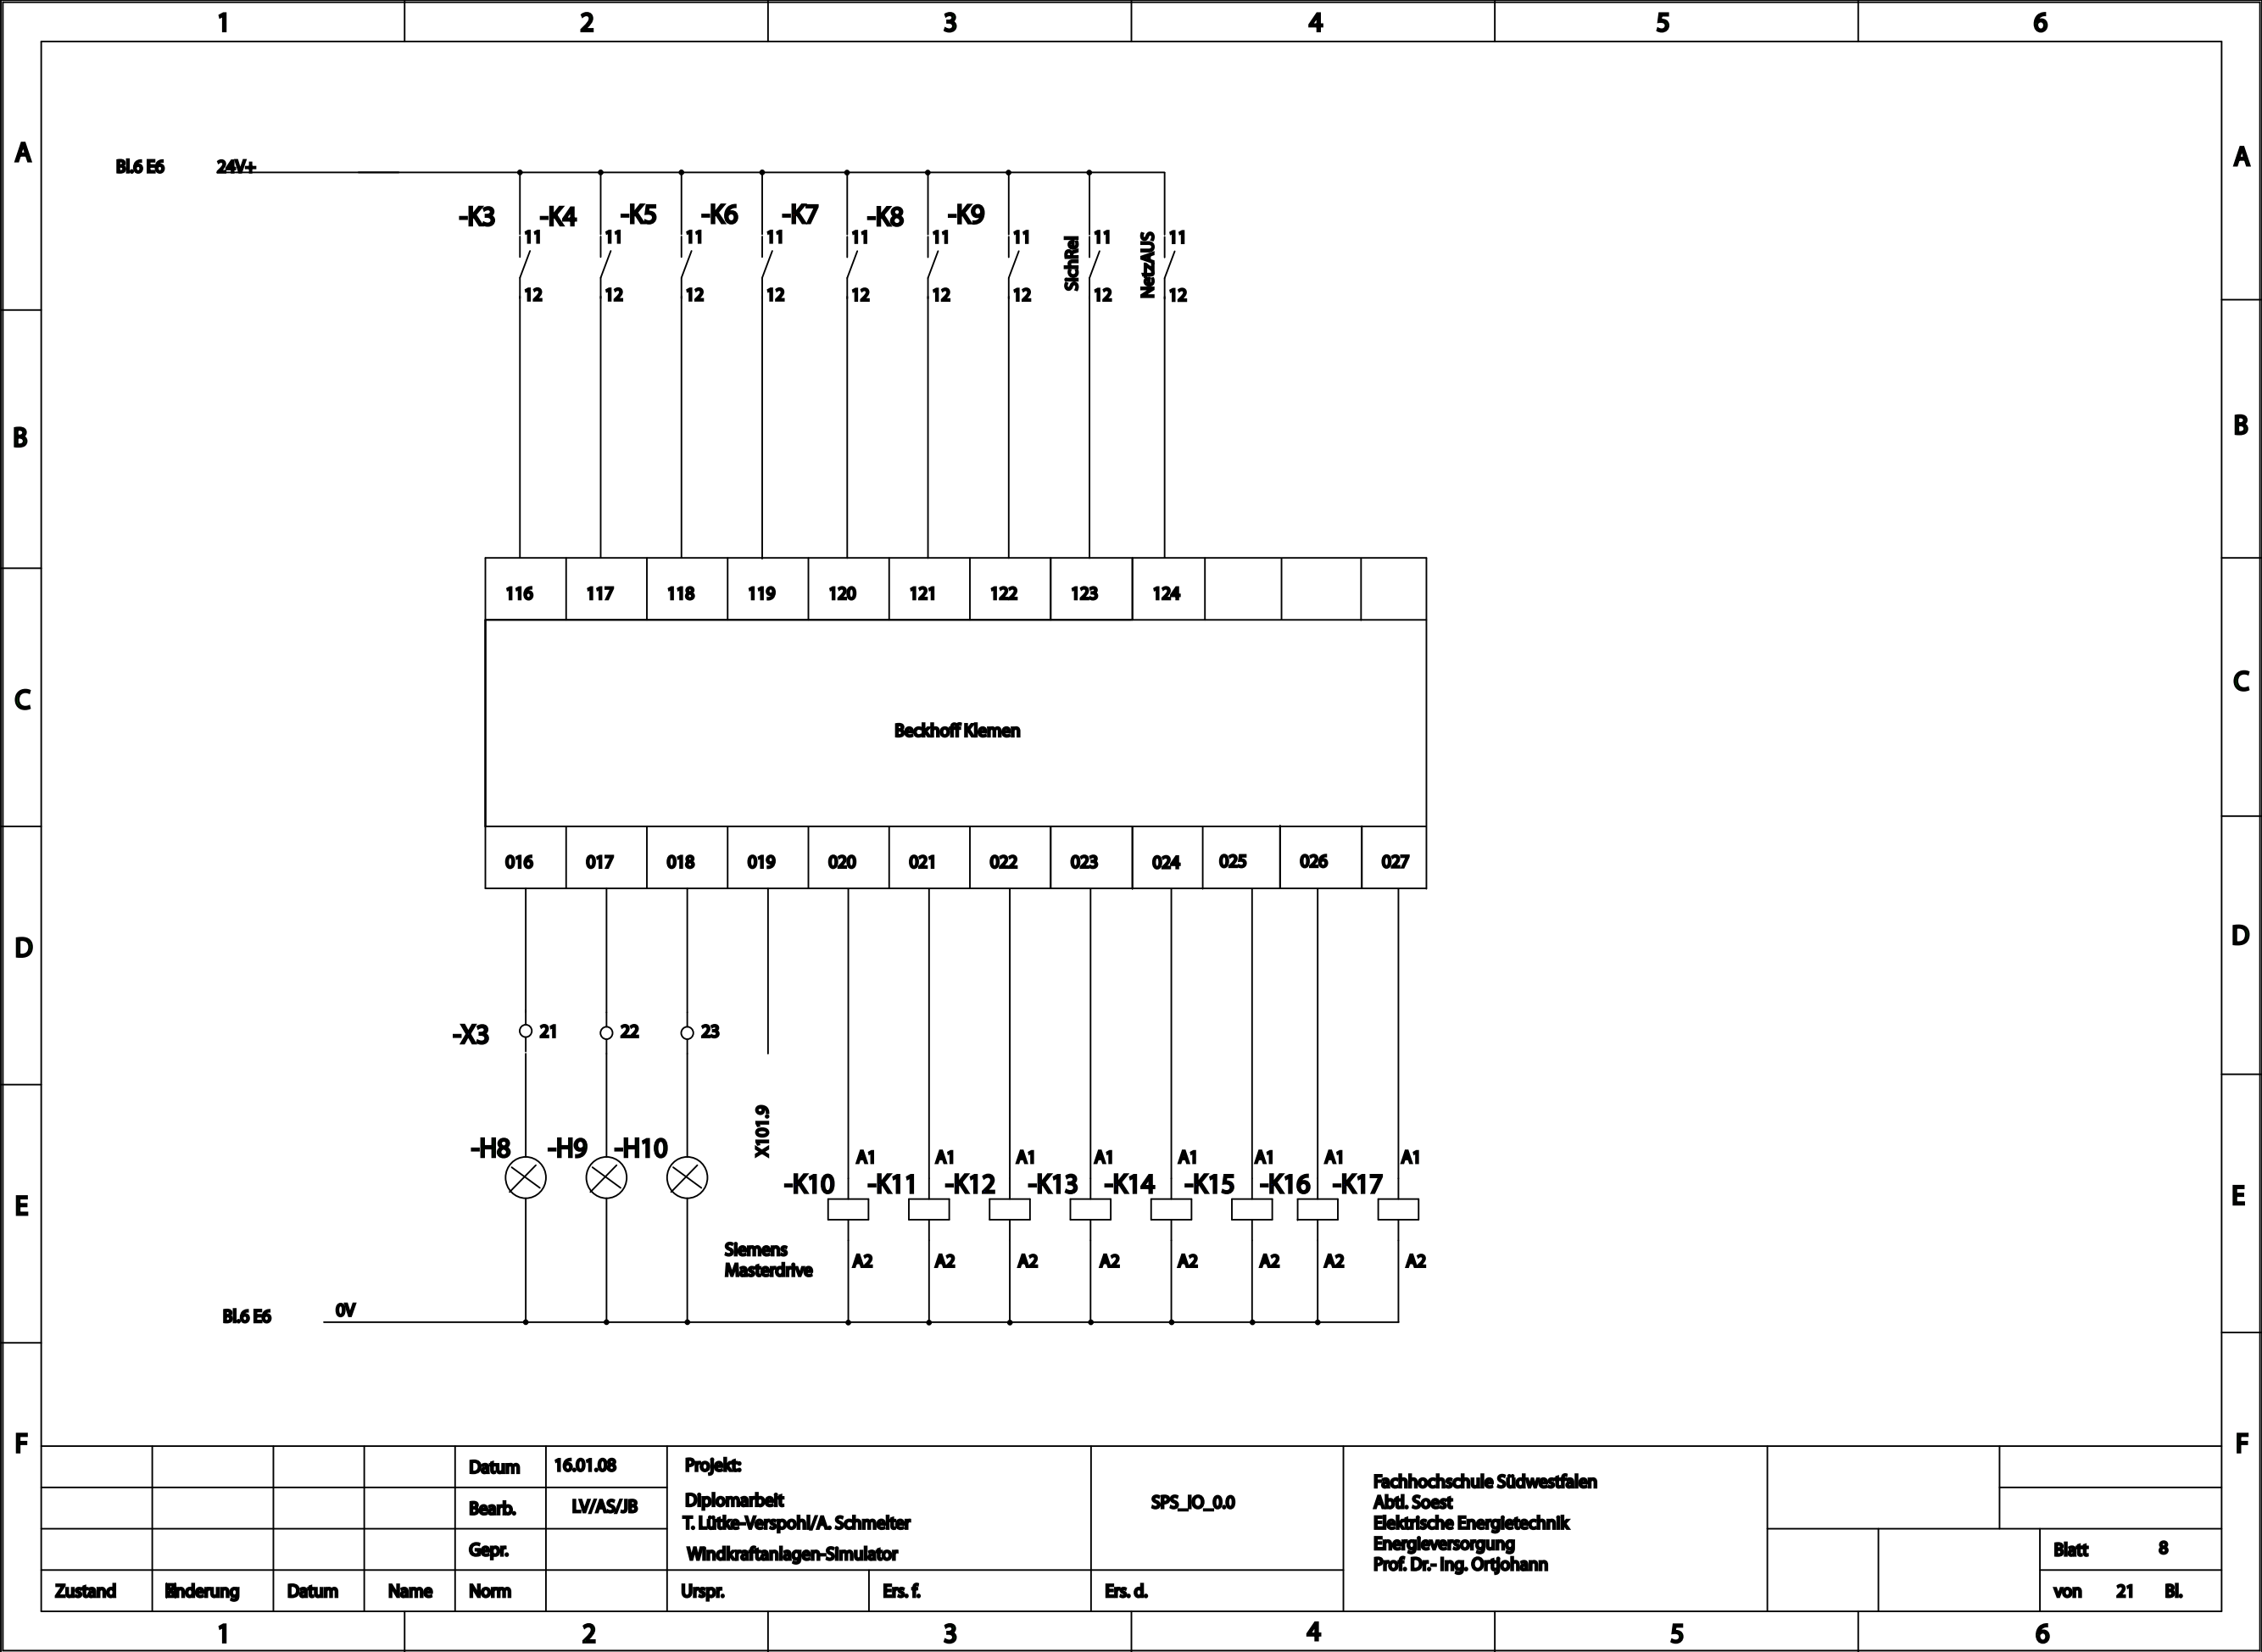 1 2 3 4 5 6
A A
Bl.6 E6 24V+
-K3 -K4 -K5 -K6 -K7 -K8 -K9 SichRel NetzAUS
11 11 11 11 11 11 11 11 11
12 12 12 12 12 12 12 12 12
B B
116 117 118 119 120 121 122 123 124
C C
Beckhoff Klemen
016 017 018 019 020 021 022 023 024 025 026 027
D D
-X3 21 22 23
X101.9
-H8 -H9 -H10
A1 A1 A1 A1 A1 A1 A1 A1
-K10 -K11 -K12 -K13 -K14 -K15 -K16 -K17
E E
Siemens
Masterdrive
A2 A2 A2 A2 A2 A2 A2 A2
Bl.6 E6 0V
F F
Datum 16.01.08
Bearb. LV/AS/JB
Gepr.
Zustand Änderung Datum Name Norm
Projekt:
Diplomarbeit
T. Lütke-Verspohl/A. Schmelter
Windkraftanlagen-Simulator
Urspr. Ers. f. Ers. d.
SPS_IO_0.0
Fachhochschule Südwestfalen
Abtl. Soest
Elektrische Energietechnik
Energieversorgung
Prof. Dr.- Ing. Ortjohann
Blatt 8
von 21 Bl.
1 2 3 4 5 6